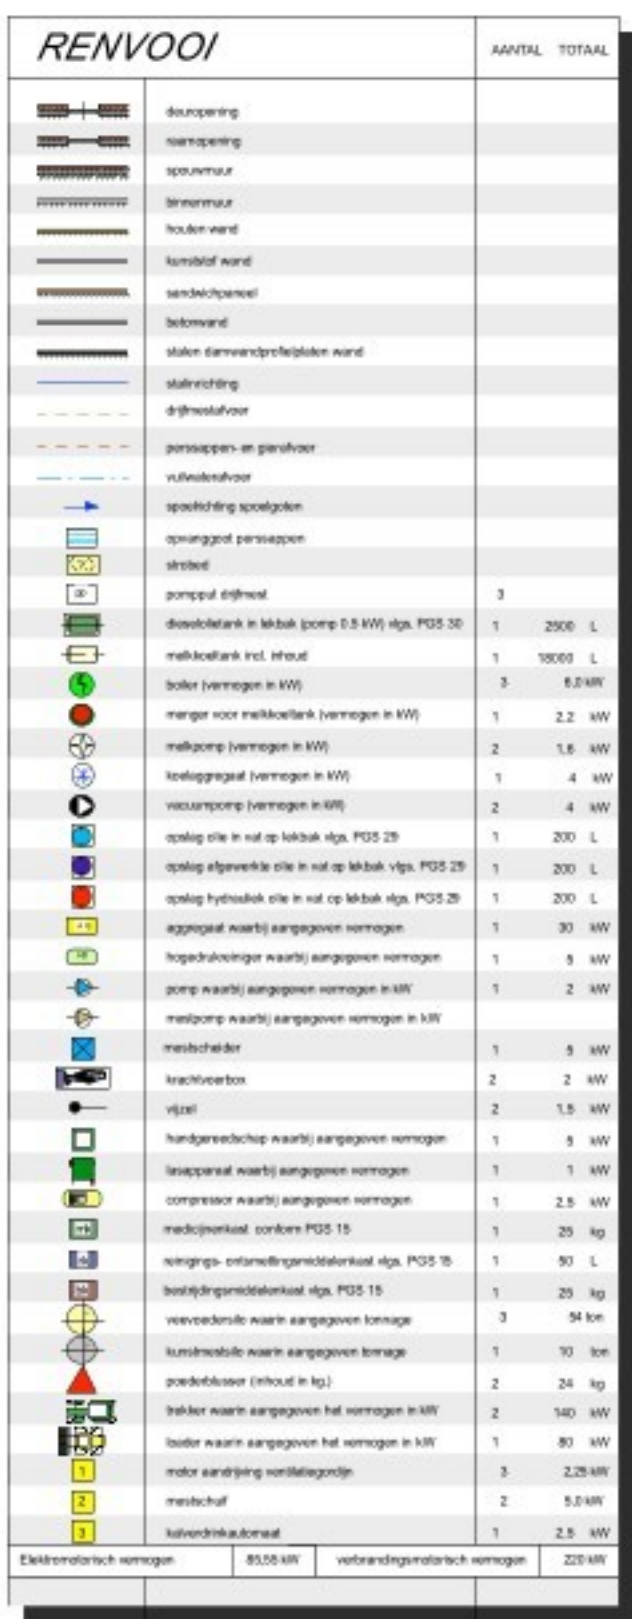 RENVOOI AANTAL TOTAAL
deuropening
raamopening
spouwmuur
binnenmuur
houten wand
kunststof wand
sandwichpaneel
betonwand
stalen damwandprofielplaten wand
stalinrichting
drijfmestafvoer
perssappen- en gierafvoer
vuilwaterafvoer
spoelrichting spoelgoten
opvanggoot perssappen
strobed
pompput drijfmest 3
dieselolietank in lekbak (pomp 0.5 kW) vlgs. PGS 30 1 2500 L
melkkoeltank incl. inhoud 1 18000 L
boiler (vermogen in kW) 3 6,0 kW
menger voor melkkoeltank (vermogen in kW) 1 2.2 kW
melkpomp (vermogen in kW) 2 1,6 kW
koelaggregaat (vermogen in kW) 1 4 kW
vacuumpomp (vermogen in kW) 2 4 kW
opslag olie in vat op lekbak vlgs. PGS 29 1 200 L
opslag afgewerkte olie in vat op lekbak vlgs. PGS 29 1 200 L
opslag hydrauliek olie in vat op lekbak vlgs. PGS 29 1 200 L
aggregaat waarbij aangegeven vermogen 1 30 kW
hogedrukreiniger waarbij aangegeven vermogen 1 5 kW
pomp waarbij aangegeven vermogen in kW 1 2 kW
mestpomp waarbij aangegeven vermogen in kW
mestscheider 1 5 kW
krachtvoerbox 2 2 kW
vijzel 2 1,5 kW
handgereedschap waarbij aangegeven vermogen 1 5 kW
lasapparaat waarbij aangegeven vermogen 1 1 kW
compressor waarbij aangegeven vermogen 1 2.5 kW
medicijnenkast conform PGS 15 1 25 kg
reinigings- ontsmettingsmiddelenkast vlgs. PGS 15 1 50 L
bestrijdingsmiddelenkast vlgs. PGS 15 1 25 kg
veevoedersilo waarin aangegeven tonnage 3 54 ton
kunstmestsilo waarin aangegeven tonnage 1 10 ton
poederblusser (inhoud in kg.) 2 24 kg
trekker waarin aangegeven het vermogen in kW 2 140 kW
loader waarin aangegeven het vermogen in kW 1 80 kW
1 motor aandrijving ventilatiegordijn 3 2,25 kW
2 mestschuif 2 5,0 kW
3 kalverdrinkautomaat 1 2.5 kW
Elektromotorisch vermogen 85,55 kW verbrandingsmotorisch vermogen 220 kW